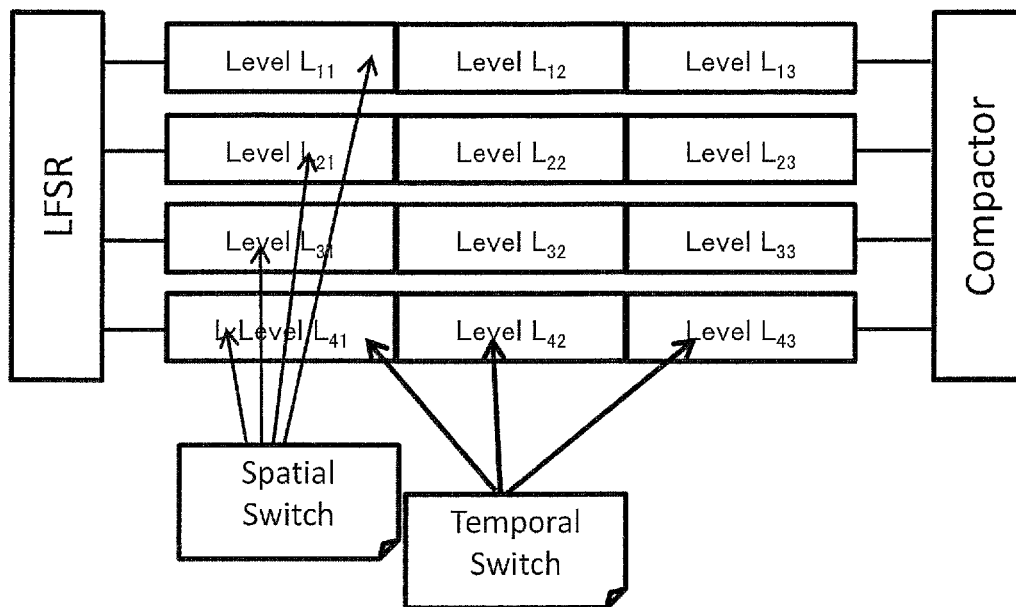 LFSR
Level L11
Level L12
Level L13
Level L21
Level L22
Level L23
Level L31
Level L32
Level L33
Level L41
Level L42
Level L43
Compactor
Spatial
Switch
Temporal
Switch